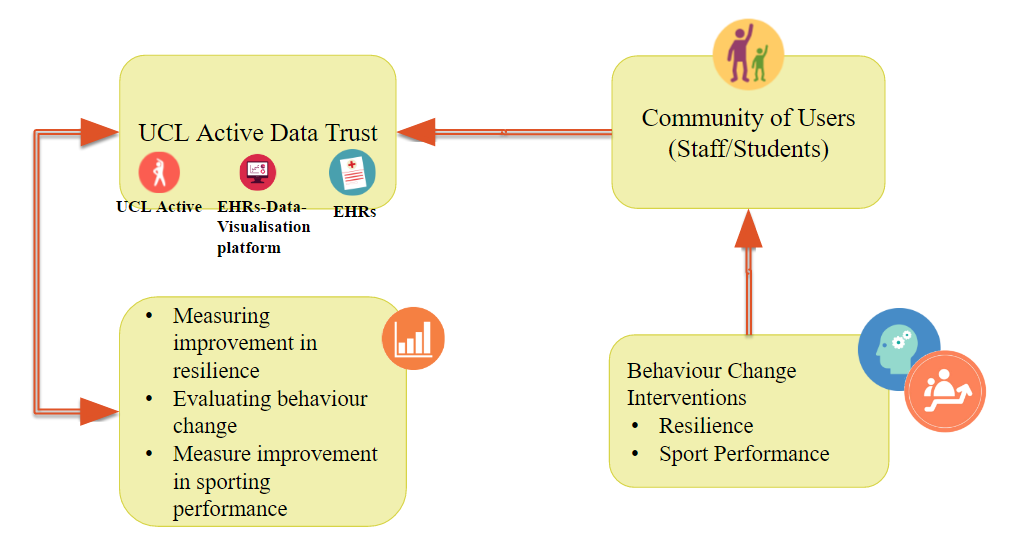 UCL Active Data Trust
UCL Active
EHRs-Data-
Visualisation
platform
EHRs
Community of Users
(Staff/Students)
• Measuring
improvement in
resilience
• Evaluating behaviour
change
• Measure improvement
in sporting
performance
Behaviour Change
Interventions
• Resilience
• Sport Performance